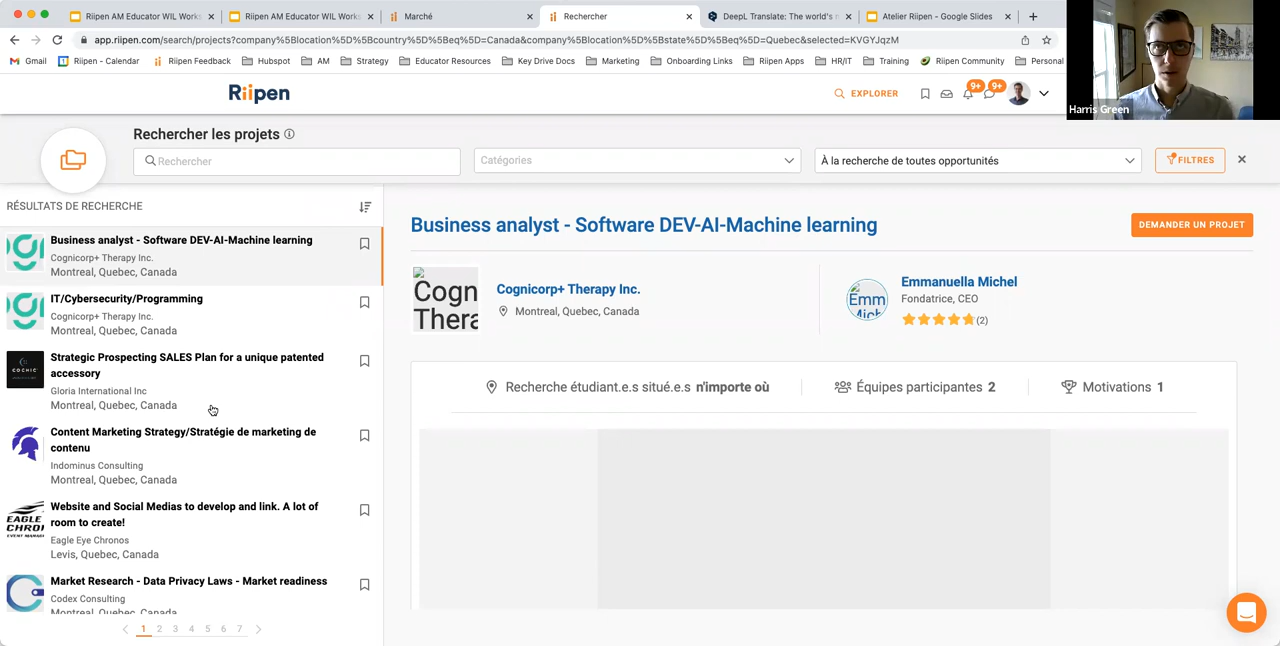 Riipen AM Educator WIL Works
Riipen AM Educator WIL Works
Marché
Rechercher
DeepL Translate: The world's
Atelier Riipen - Google Slides
app.riipen.com/search/projects?company%5Blocation%5D%5Bcountry%5D%5Beq%5D=Canada&company%5Blocation%5D%5Bstate%5D%5Beq%5D=Quebec&selected=KVGYJqzM
Gmail
Riipen - Calendar
Riipen Feedback
Hubspot
AM
Strategy
Educator Resources
Key Drive Docs
Marketing
Onboarding Links
Riipen Apps
HR/IT
Training
Riipen Community
Personal
Harris Green
Riipen
EXPLORER
9+
9+
Rechercher les projets
Rechercher
Catégories
À la recherche de toutes opportunités
FILTRES
RÉSULTATS DE RECHERCHE
Business analyst - Software DEV-AI-Machine learning
Cognicorp+ Therapy Inc.
Montreal, Quebec, Canada
IT/Cybersecurity/Programming
Cognicorp+ Therapy Inc.
Montreal, Quebec, Canada
COCHIC
Strategic Prospecting SALES Plan for a unique patented
accessory
Gloria International Inc
Montreal, Quebec, Canada
Content Marketing Strategy/Stratégie de marketing de
contenu
Indominus Consulting
Montreal, Quebec, Canada
EAGLE
CHRO
Website and Social Medias to develop and link. A lot of
room to create!
Eagle Eye Chronos
Levis, Quebec, Canada
Market Research - Data Privacy Laws - Market readiness
Codex Consulting
Montreal, Quebec, Canada
1 2 3 4 5 6 7
Business analyst - Software DEV-AI-Machine learning
DEMANDER UN PROJET
Cogn
Thera
Cognicorp+ Therapy Inc.
Montreal, Quebec, Canada
Emm
Mich
Emmanuella Michel
Fondatrice, CEO
(2)
Recherche étudiant.e.s situé.e.s n'importe où
Équipes participantes 2
Motivations 1